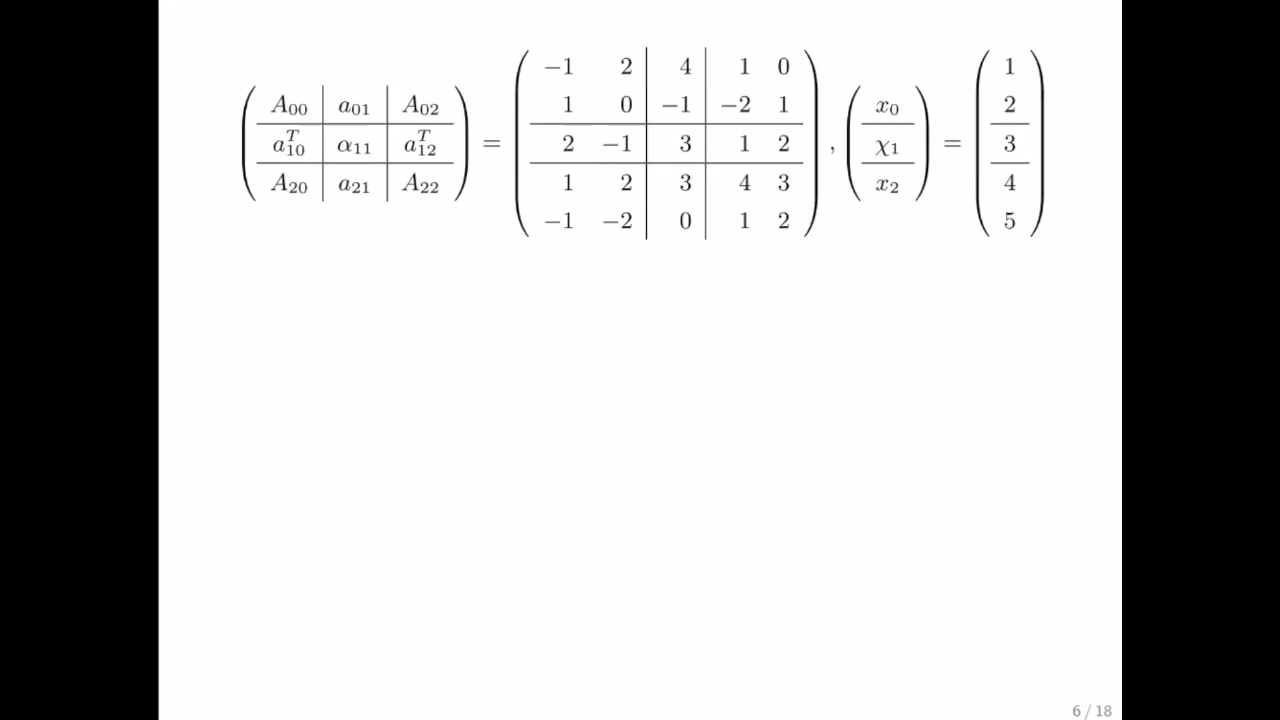 −1 2 4 1 0 1
A₀₀ a₀₁ A₀₂ 1 0 −1 −2 1 x₀ 2
a₁₀ᵀ α₁₁ a₁₂ᵀ = 2 −1 3 1 2 , χ₁ = 3
A₂₀ a₂₁ A₂₂ 1 2 3 4 3 x₂ 4
−1 −2 0 1 2 5
6 / 18